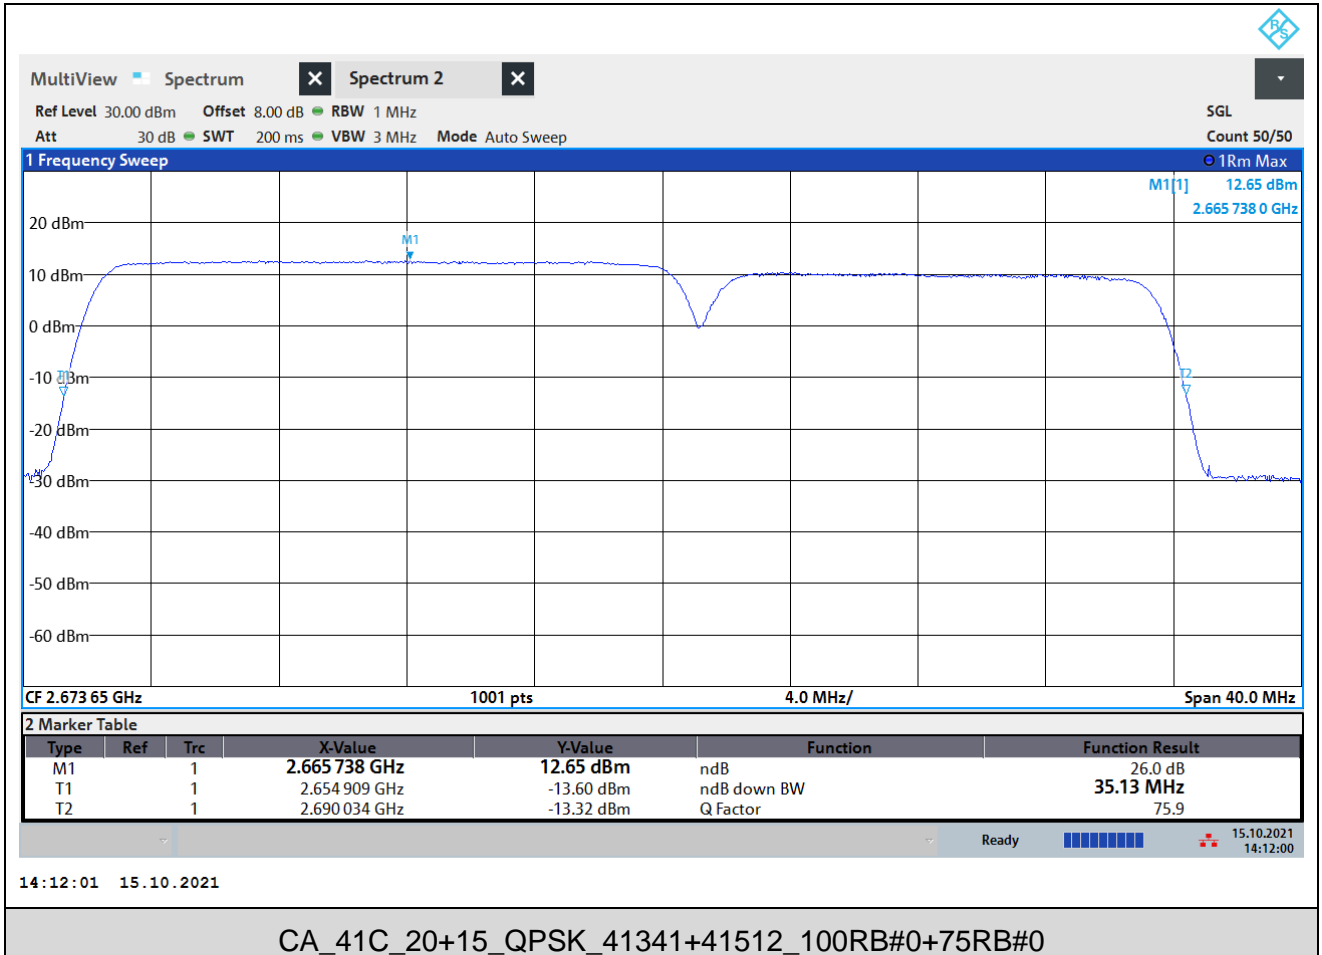 R S
MultiView Spectrum X Spectrum 2 X
Ref Level 30.00 dBm Offset 8.00 dB RBW 1 MHz SGL
Att 30 dB SWT 200 ms VBW 3 MHz Mode Auto Sweep Count 50/50
1 Frequency Sweep 1Rm Max
M1[1] 12.65 dBm
2.665 738 0 GHz
20 dBm
M1
10 dBm
0 dBm
T1
-10 dBm
T2
-20 dBm
-30 dBm
-40 dBm
-50 dBm
-60 dBm
CF 2.673 65 GHz 1001 pts 4.0 MHz/ Span 40.0 MHz
2 Marker Table
Type Ref Trc X-Value Y-Value Function Function Result
M1 1 2.665 738 GHz 12.65 dBm ndB 26.0 dB
T1 1 2.654 909 GHz -13.60 dBm ndB down BW 35.13 MHz
T2 1 2.690 034 GHz -13.32 dBm Q Factor 75.9
Ready 15.10.2021
14:12:00
14:12:01 15.10.2021
CA_41C_20+15_QPSK_41341+41512_100RB#0+75RB#0